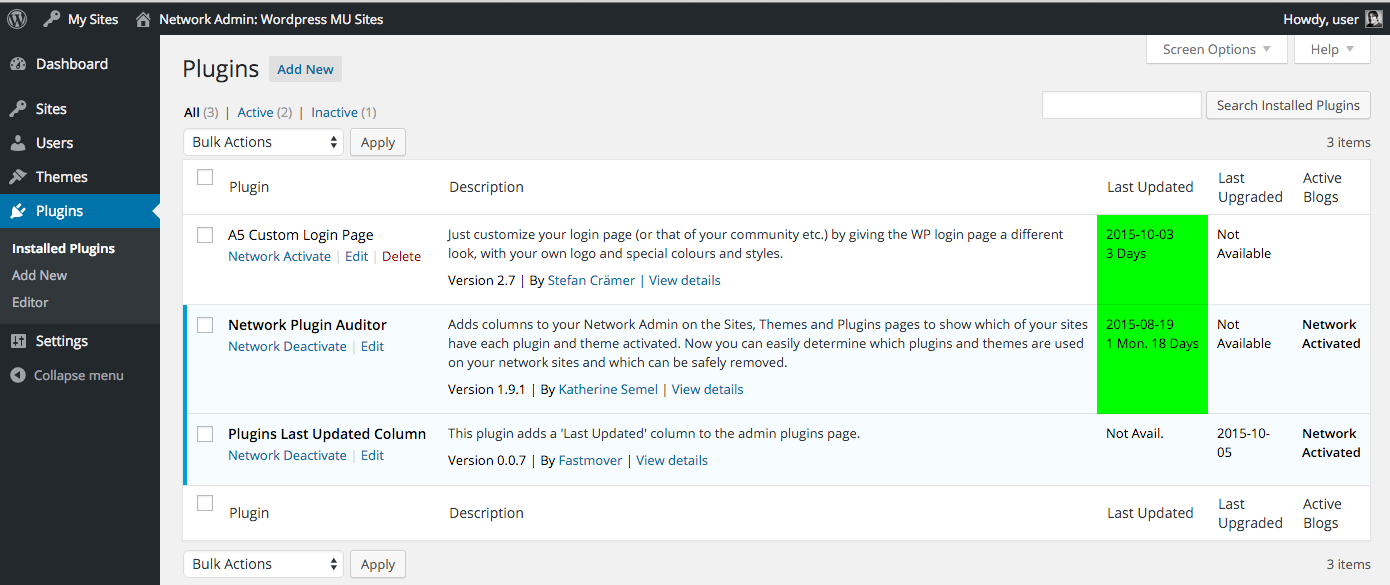 My Sites Network Admin: Wordpress MU Sites Howdy, user
Dashboard
Sites
Users
Themes
Plugins
Installed Plugins
Add New
Editor
Settings
Collapse menu
Screen Options Help
Plugins Add New
All (3) | Active (2) | Inactive (1)
Search Installed Plugins
Bulk Actions Apply
3 items
Plugin Description Last Updated Last Upgraded Active Blogs
A5 Custom Login Page
Network Activate | Edit | Delete
Just customize your login page (or that of your community etc.) by giving the WP login page a different
look, with your own logo and special colours and styles.
Version 2.7 | By Stefan Crämer | View details
2015-10-03
3 Days
Not
Available
Network Plugin Auditor
Network Deactivate | Edit
Adds columns to your Network Admin on the Sites, Themes and Plugins pages to show which of your sites
have each plugin and theme activated. Now you can easily determine which plugins and themes are used
on your network sites and which can be safely removed.
Version 1.9.1 | By Katherine Semel | View details
2015-08-19
1 Mon. 18 Days
Not
Available
Network
Activated
Plugins Last Updated Column
Network Deactivate | Edit
This plugin adds a 'Last Updated' column to the admin plugins page.
Version 0.0.7 | By Fastmover | View details
Not Avail.
2015-10-
05
Network
Activated
Plugin Description Last Updated Last Upgraded Active Blogs
Bulk Actions Apply
3 items